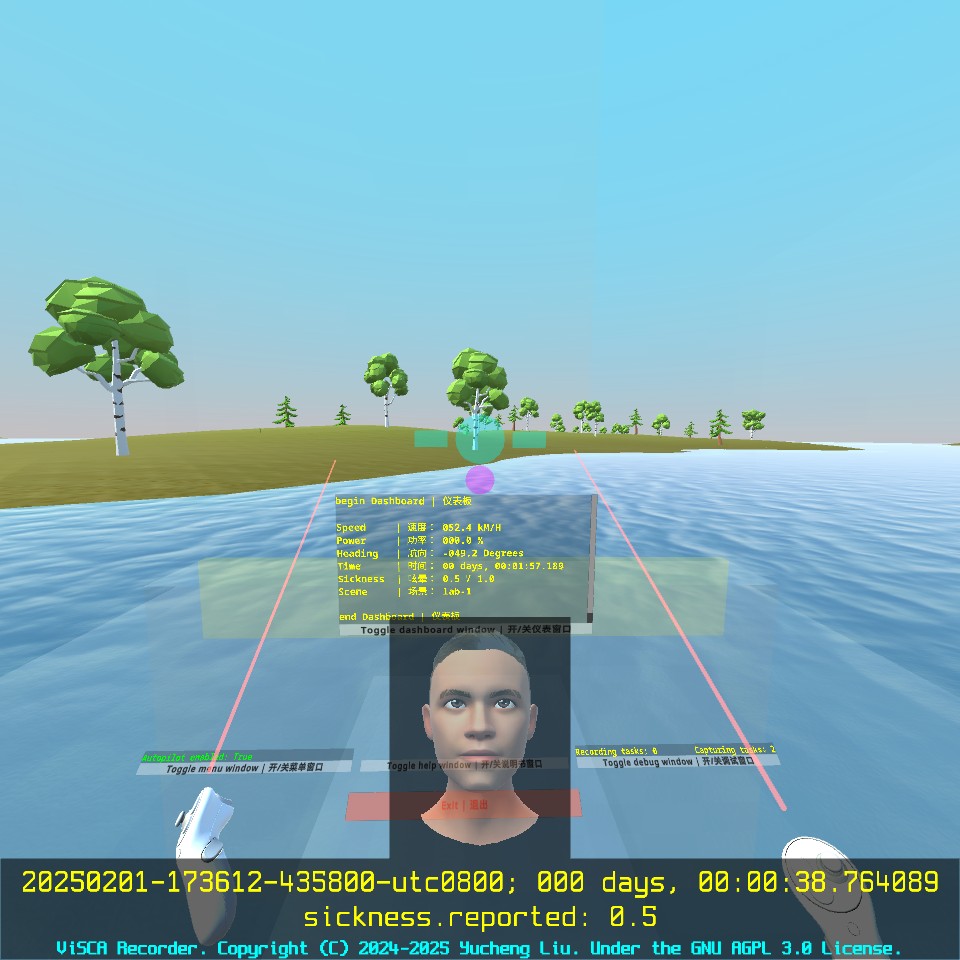 begin Dashboard | 仪表板
Speed | 速度： 052.4 kM/H
Power | 功率： 000.0 %
Heading | 航向： -049.2 Degrees
Time | 时间： 00 days, 00:01:57.189
Sickness | 眩晕： 0.5 / 1.0
Scene | 场景： lab-1
end Dashboard | 仪表板
Toggle dashboard window | 开/关仪表窗口
Autopilot enabled: True
Toggle menu window | 开/关菜单窗口
Toggle help window | 开/关说明书窗口
Recording tasks: 0 Capturing tasks: 2
Toggle debug window | 开/关调试窗口
Exit | 退出
20250201-173612-435800-utc0800; 000 days, 00:00:38.764089
sickness.reported: 0.5
ViSCA Recorder. Copyright (C) 2024-2025 Yucheng Liu. Under the GNU AGPL 3.0 License.